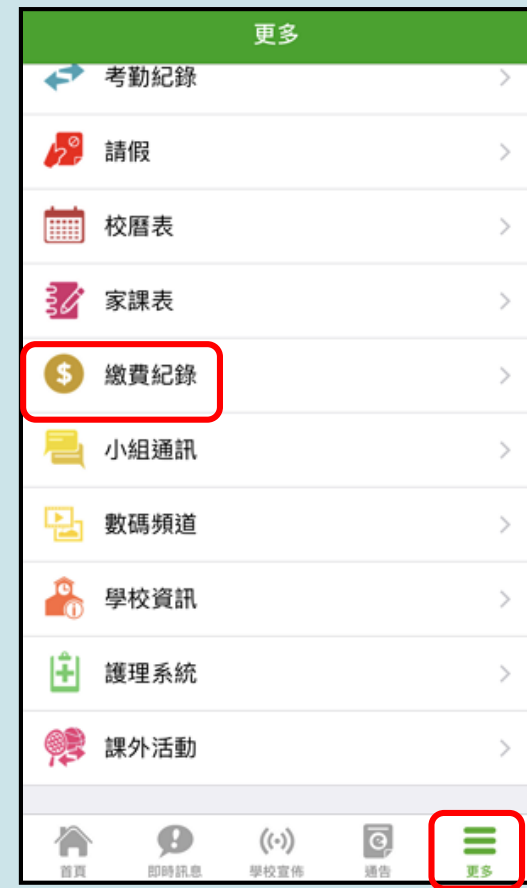 更多
考勤紀錄
請假
校曆表
家課表
繳費紀錄
小組通訊
數碼頻道
學校資訊
護理系統
課外活動
首頁
即時訊息
學校宣佈
通告
更多